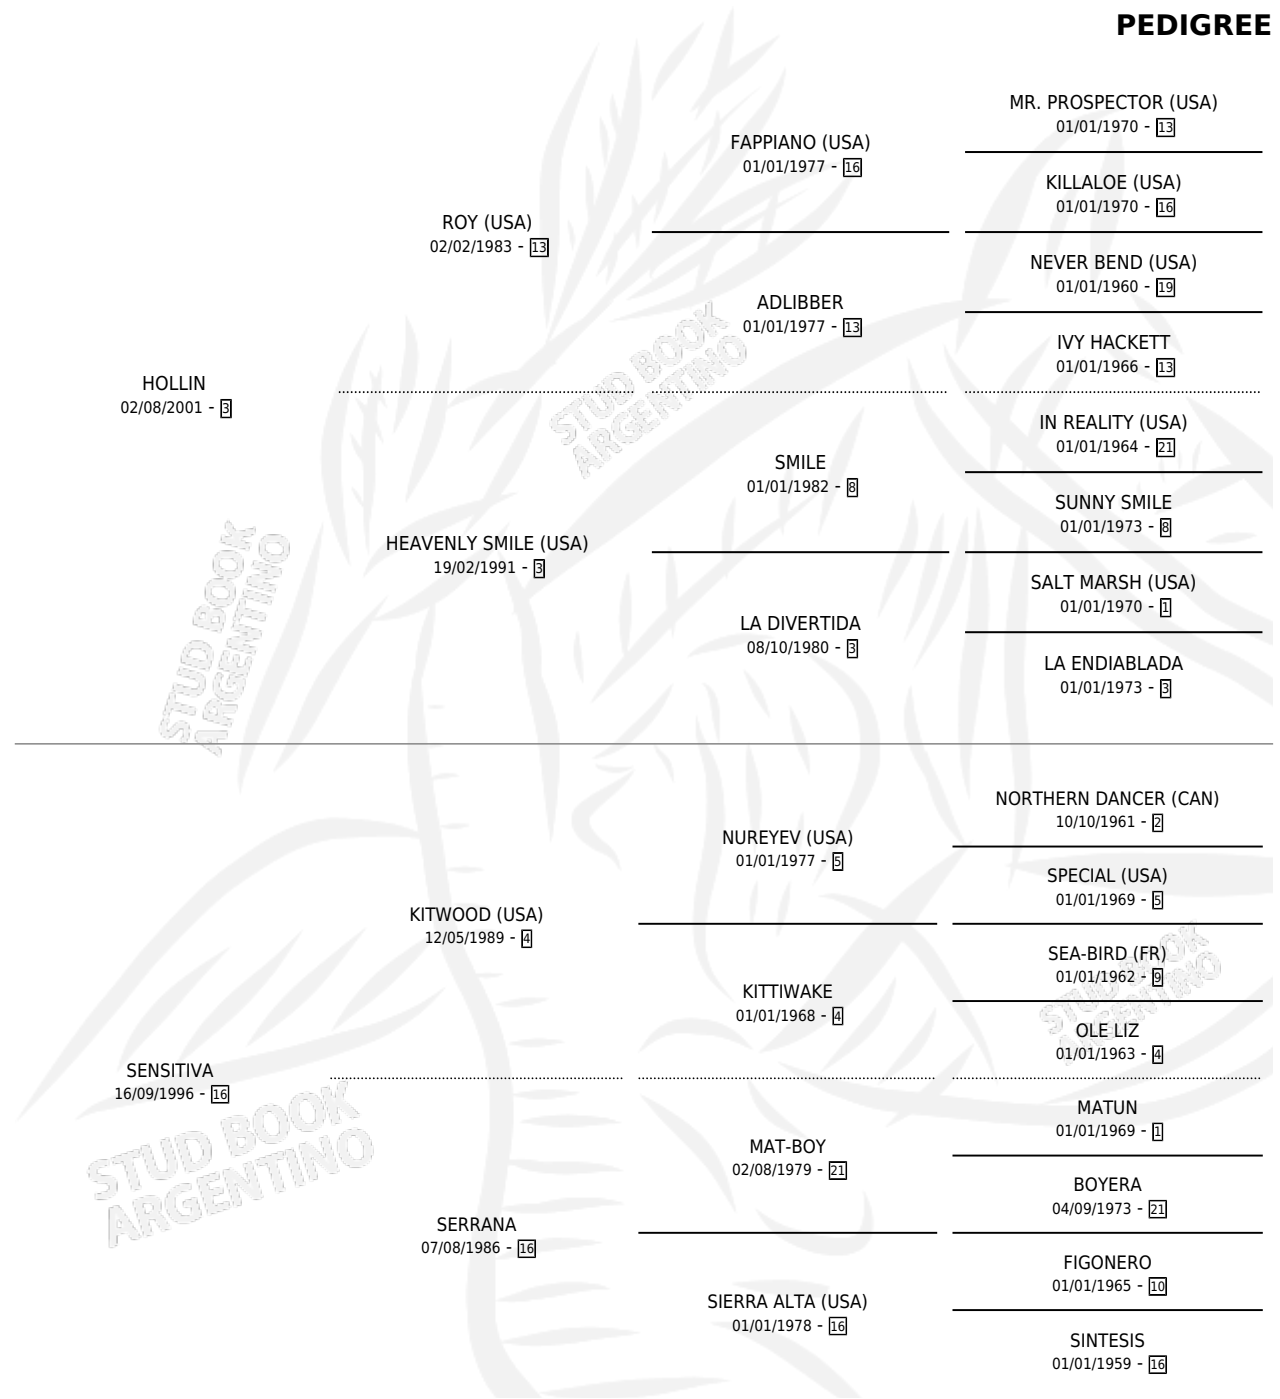 PEDIGREE
MR. PROSPECTOR (USA)
01/01/1970 - 13
FAPPIANO (USA)
01/01/1977 - 16
KILLALOE (USA)
01/01/1970 - 16
ROY (USA)
02/02/1983 - 13
NEVER BEND (USA)
01/01/1960 - 19
ADLIBBER
01/01/1977 - 13
IVY HACKETT
01/01/1966 - 13
HOLLIN
02/08/2001 - 3
IN REALITY (USA)
01/01/1964 - 21
SMILE
01/01/1982 - 8
SUNNY SMILE
01/01/1973 - 8
HEAVENLY SMILE (USA)
19/02/1991 - 3
SALT MARSH (USA)
01/01/1970 - 1
LA DIVERTIDA
08/10/1980 - 3
LA ENDIABLADA
01/01/1973 - 3
NORTHERN DANCER (CAN)
10/10/1961 - 2
NUREYEV (USA)
01/01/1977 - 5
SPECIAL (USA)
01/01/1969 - 5
KITWOOD (USA)
12/05/1989 - 4
SEA-BIRD (FR)
01/01/1962 - 9
KITTIWAKE
01/01/1968 - 4
OLE LIZ
01/01/1963 - 4
SENSITIVA
16/09/1996 - 16
MATUN
01/01/1969 - 1
MAT-BOY
02/08/1979 - 21
BOYERA
04/09/1973 - 21
SERRANA
07/08/1986 - 16
FIGONERO
01/01/1965 - 10
SIERRA ALTA (USA)
01/01/1978 - 16
SINTESIS
01/01/1959 - 16
STUD BOOK
ARGENTINO
STUD BOOK
ARGENTINO
STUD BOOK
ARGENTINO
STUD BOOK
ARGENTINO